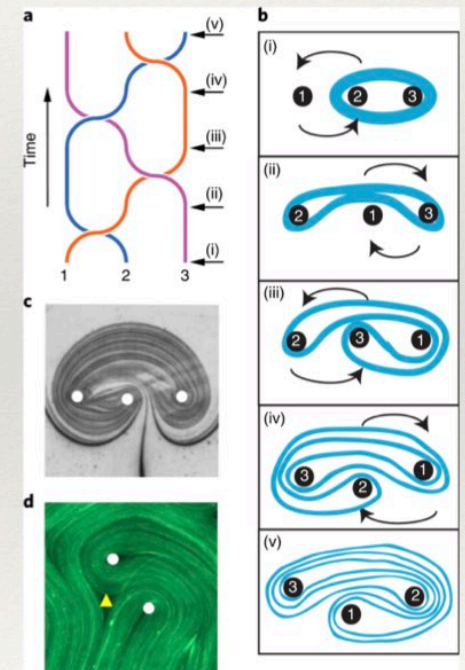 a
(v)
(iv)
Time
(iii)
(ii)
(i)
1 2 3
b
(i)
1 2 3
(ii)
2 1 3
(iii)
2 3 1
(iv)
3 2 1
(v)
3 1 2
c
d